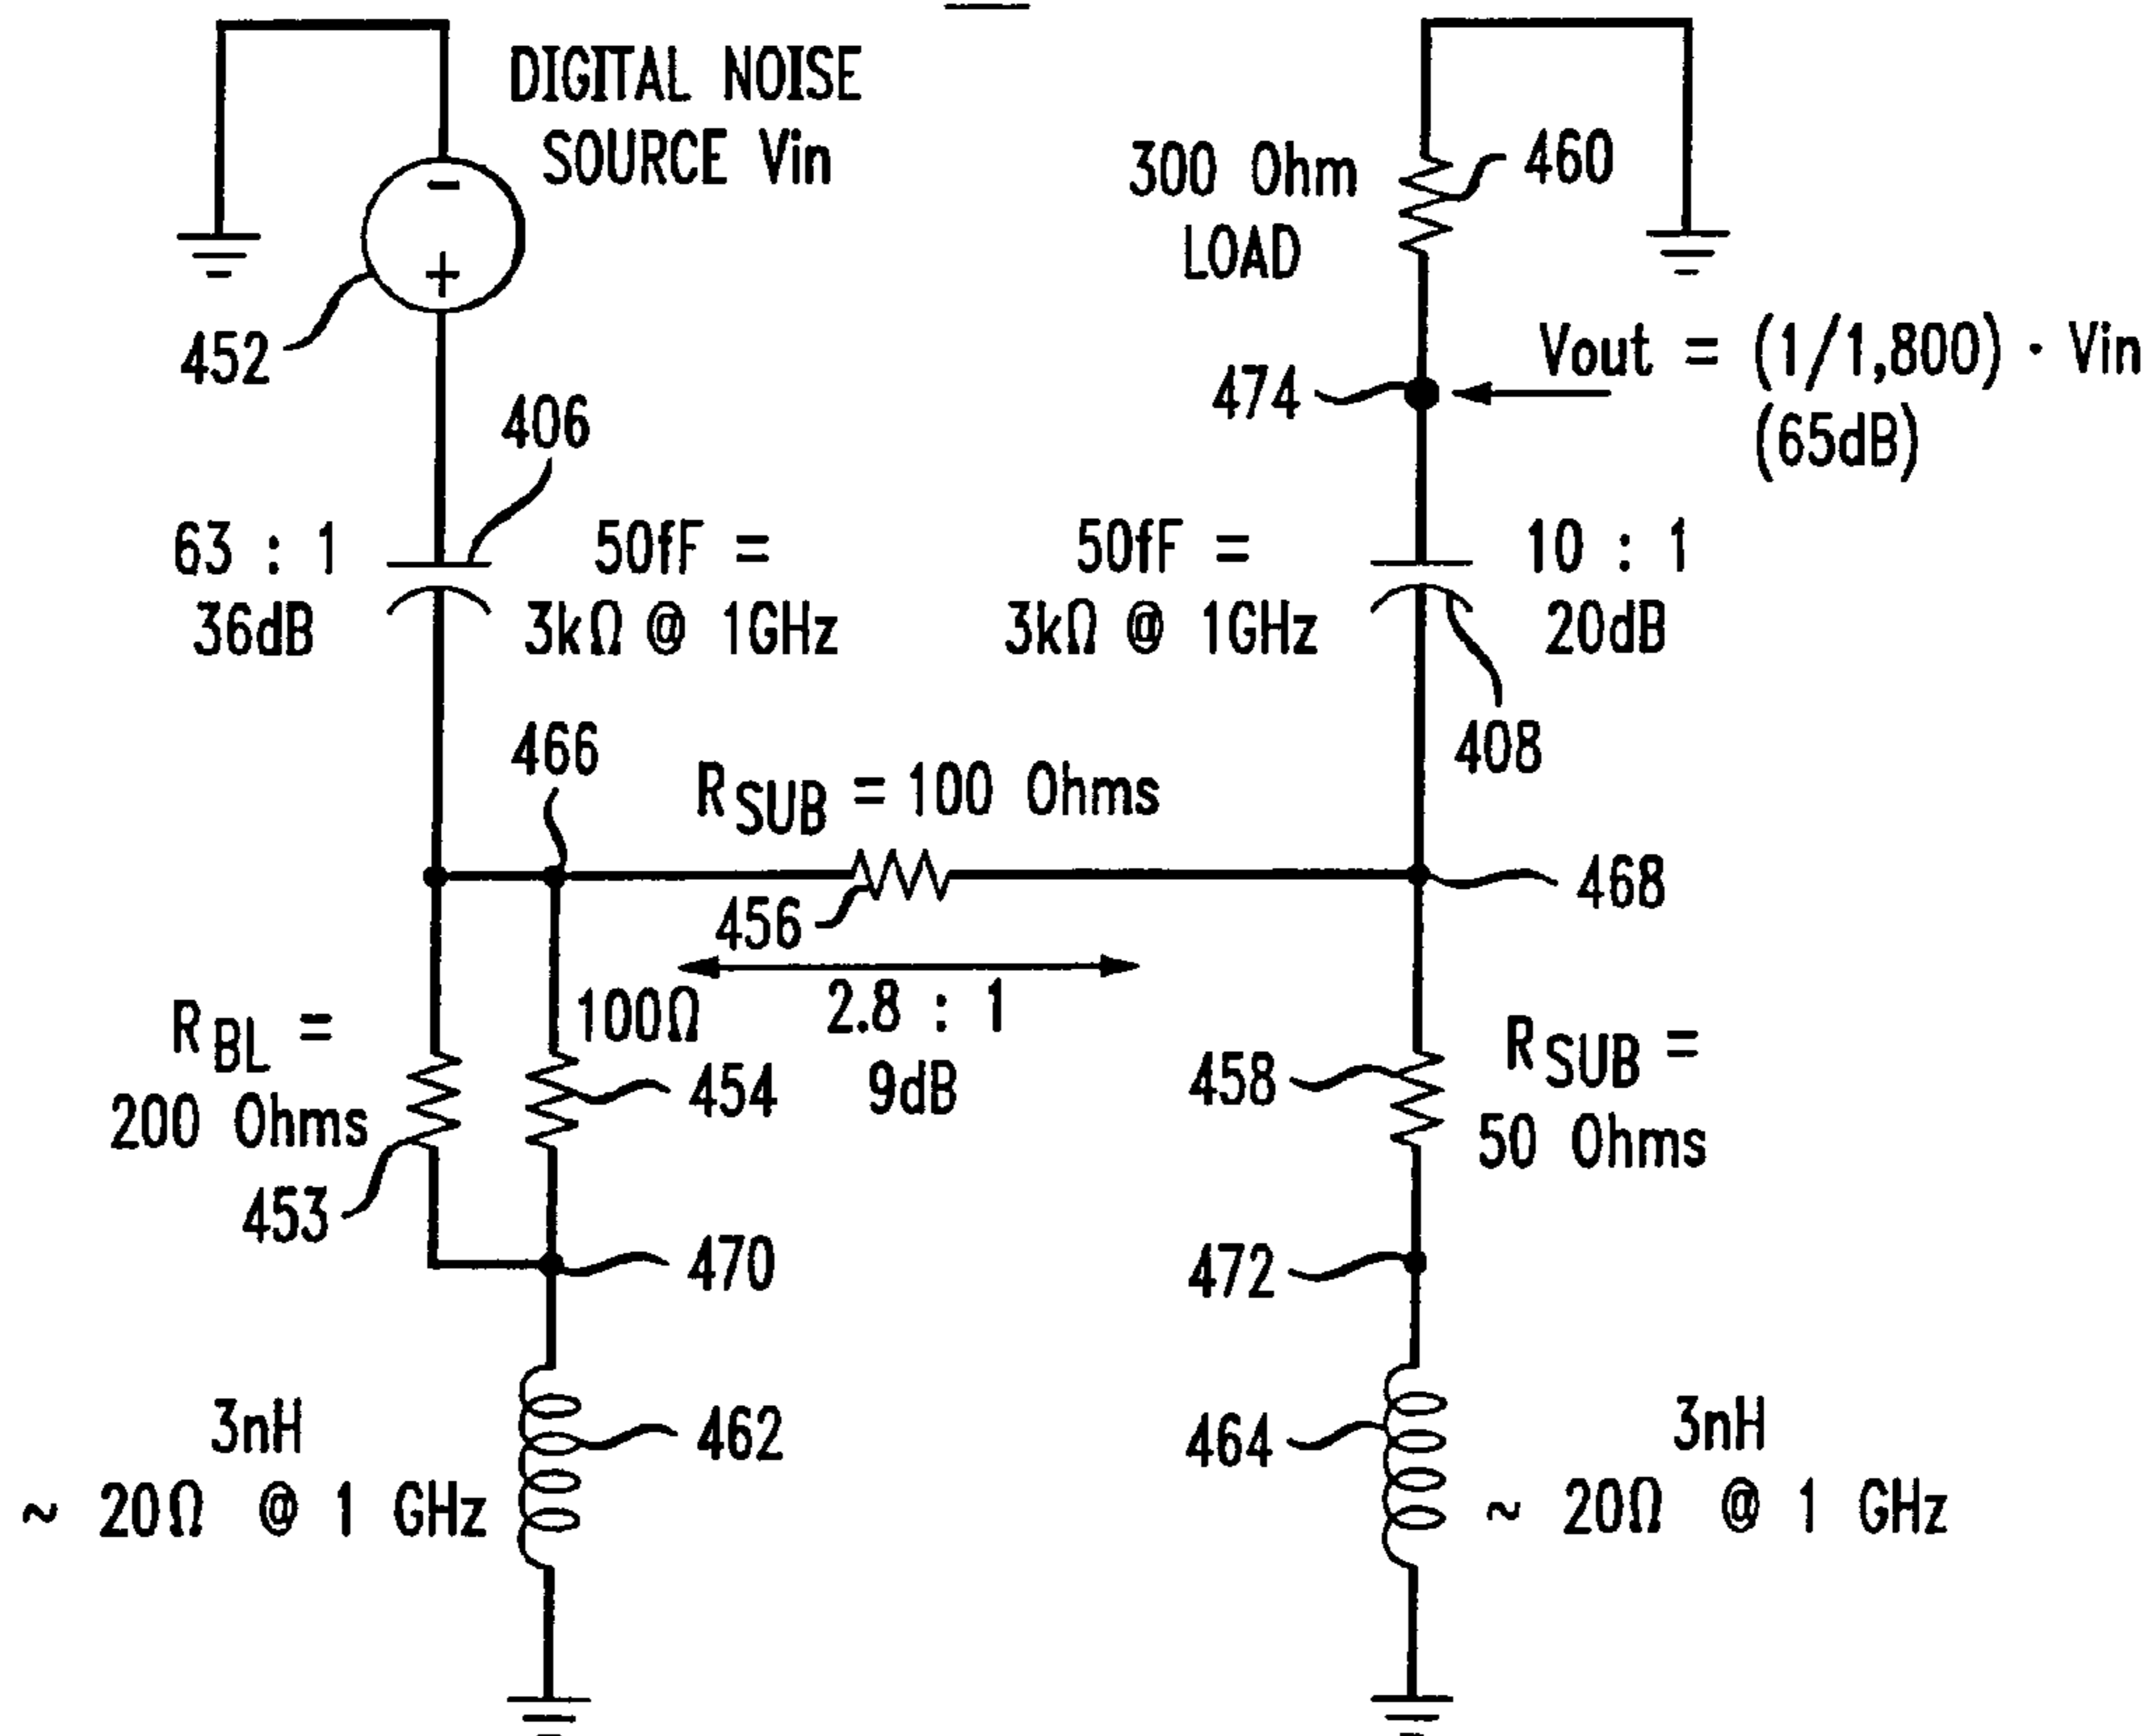 DIGITAL NOISE
SOURCE Vin
452
300 Ohm
LOAD
460
474
Vout = (1/1,800) · Vin
(65dB)
406
63 : 1
36dB
50fF =
3kΩ @ 1GHz
50fF =
3kΩ @ 1GHz
10 : 1
20dB
408
466
RSUB = 100 Ohms
456
468
2.8 : 1
9dB
RBL =
200 Ohms
453
100Ω
454
458
RSUB =
50 Ohms
470
472
3nH
~ 20Ω @ 1 GHz
462
464
3nH
~ 20Ω @ 1 GHz